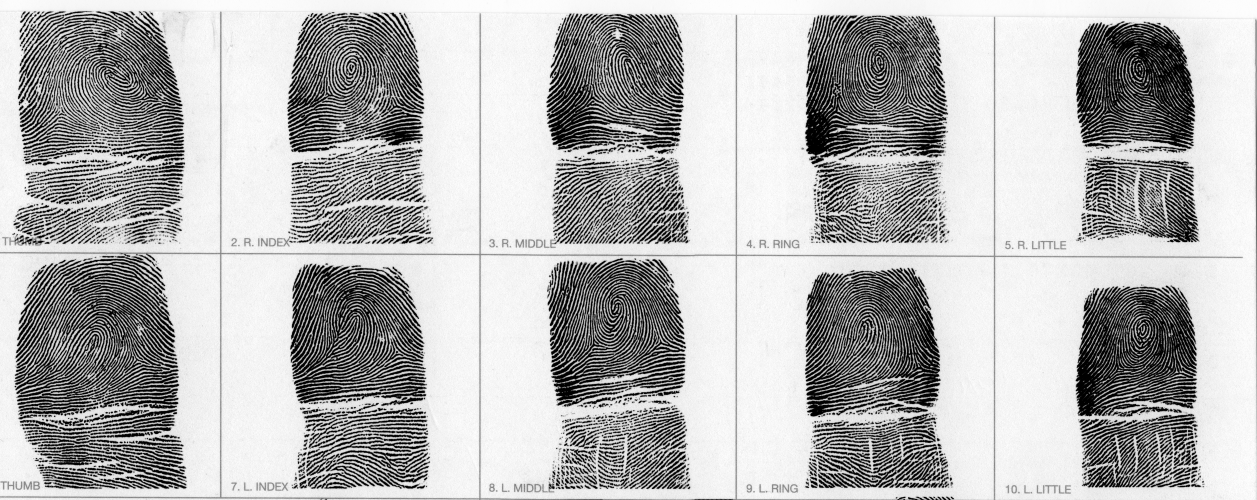 THUMB
2. R. INDEX
3. R. MIDDLE
4. R. RING
5. R. LITTLE
THUMB
7. L. INDEX
8. L. MIDDLE
9. L. RING
10. L. LITTLE